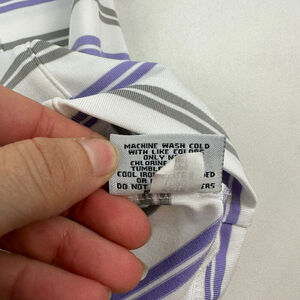 MACHINE WASH COLD
WITH LIKE COLORS
ONLY
CHLORINE
TUMBLE
COOL IRON
OR
DO NOT